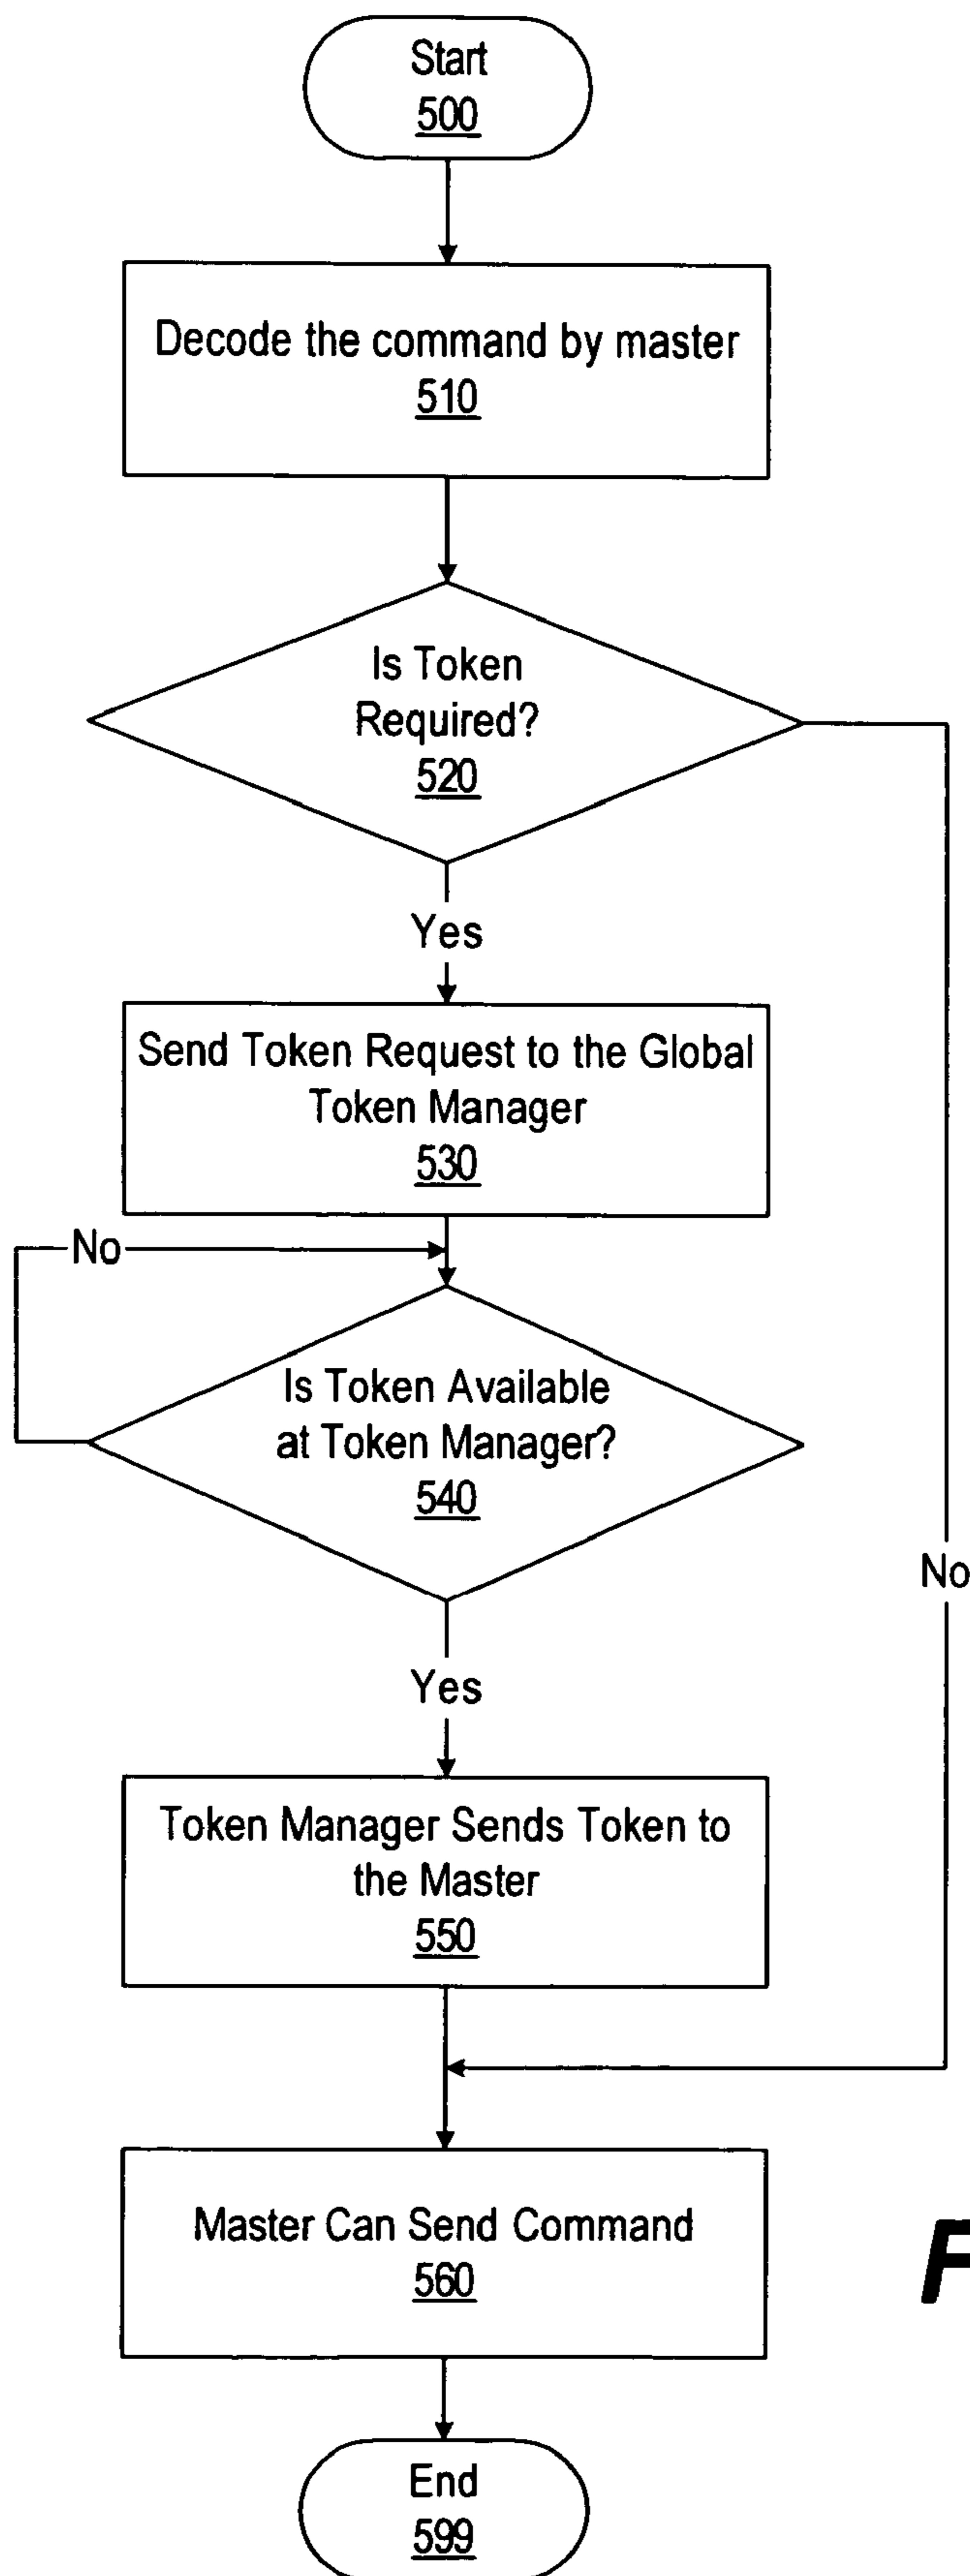 Start
500
Decode the command by master
510
Is Token
Required?
520
Yes
Send Token Request to the Global
Token Manager
530
No
Is Token Available
at Token Manager?
540
No
Yes
Token Manager Sends Token to
the Master
550
Master Can Send Command
560
F
End
599